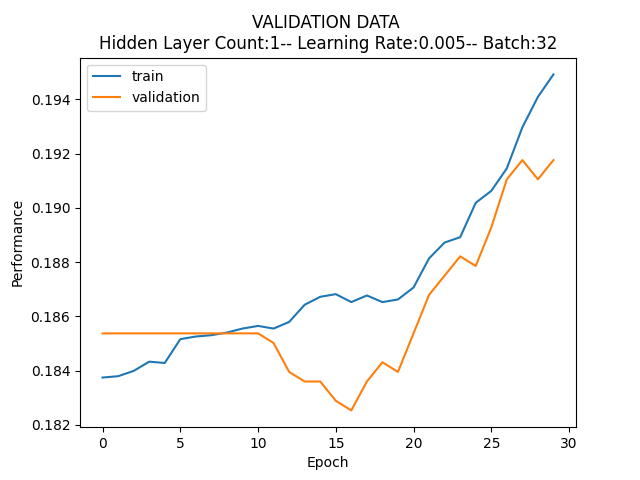 VALIDATION DATA
Hidden Layer Count:1-- Learning Rate:0.005-- Batch:32
train
validation
0.194
0.192
0.190
0.188
0.186
0.184
0.182
Performance
0 5 10 15 20 25 30
Epoch